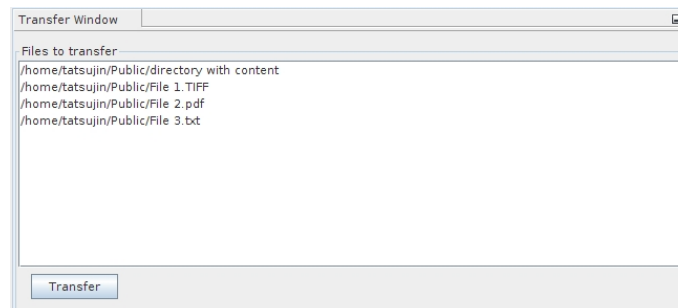 Transfer Window
Files to transfer
/home/tatsujin/Public/directory with content
/home/tatsujin/Public/File 1.TIFF
/home/tatsujin/Public/File 2.pdf
/home/tatsujin/Public/File 3.txt
Transfer